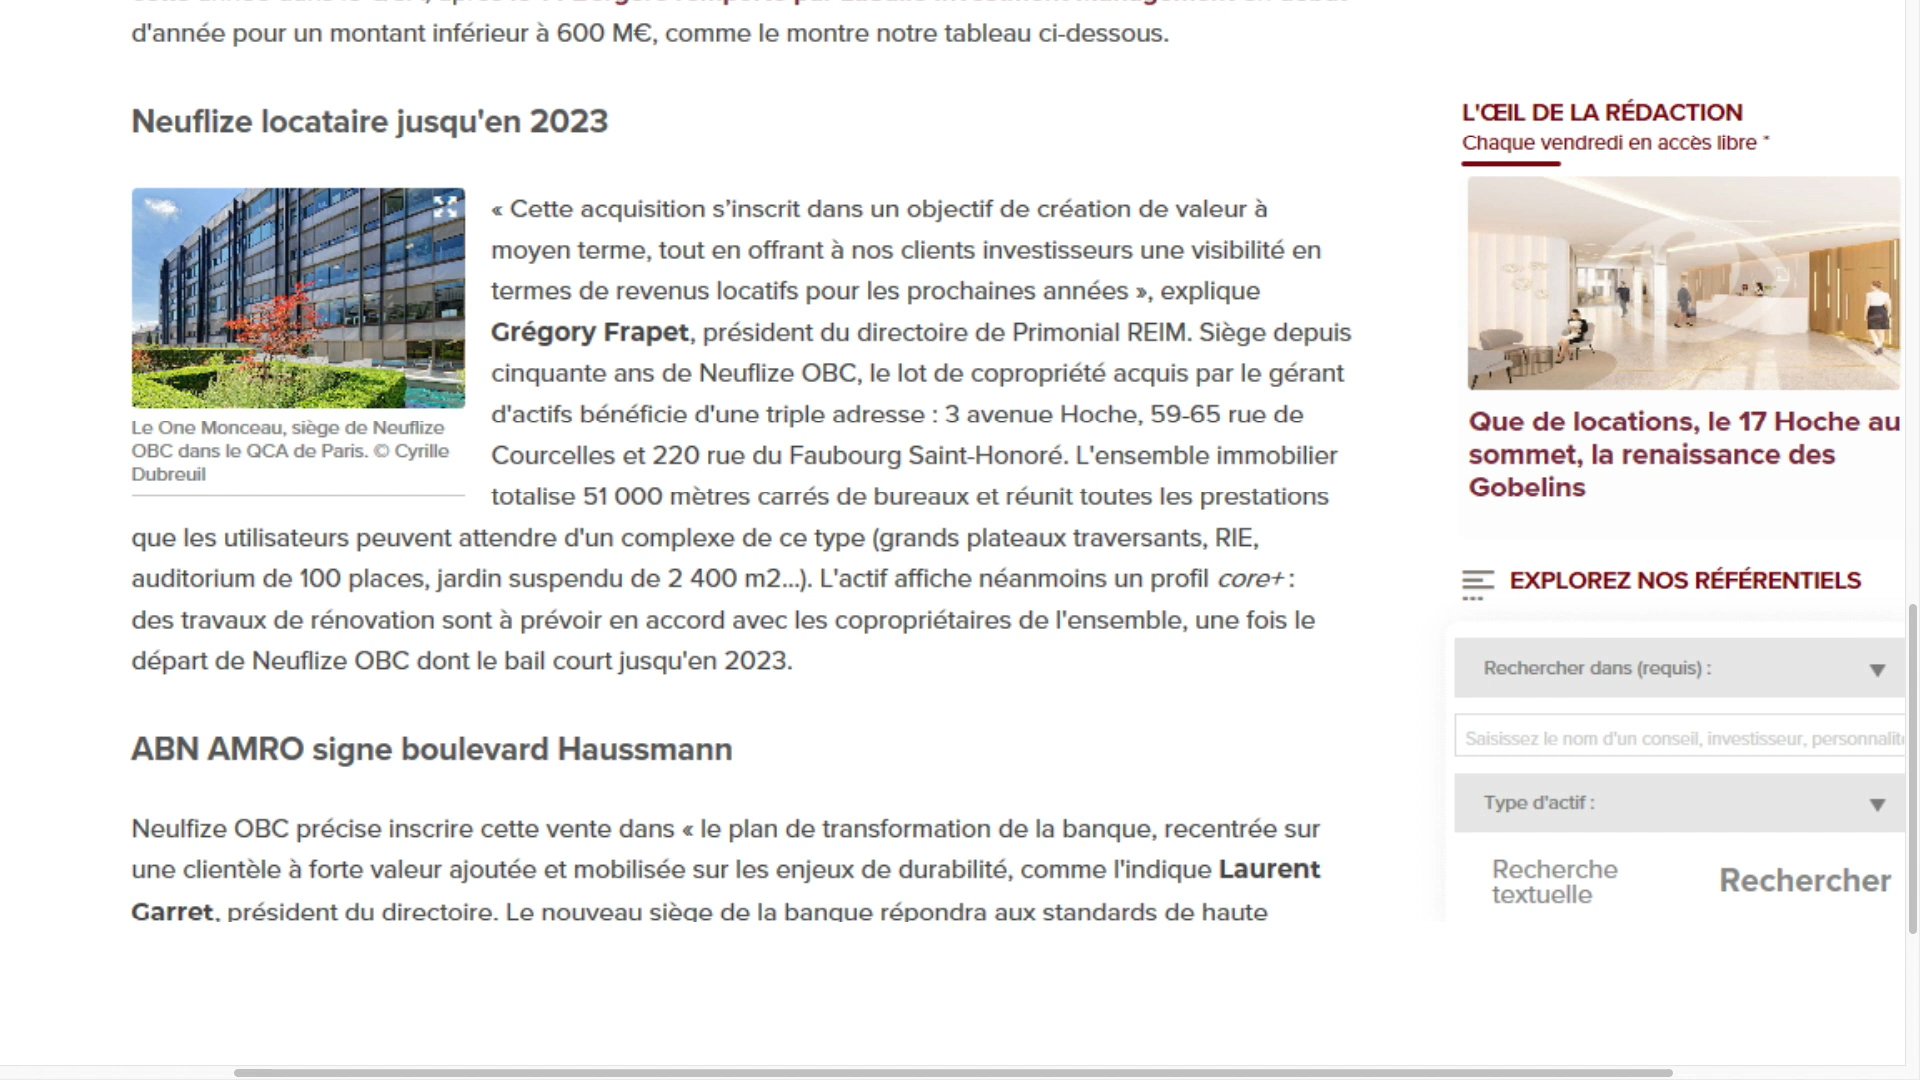 d'année pour un montant inférieur à 600 M€, comme le montre notre tableau ci-dessous.
Neuflize locataire jusqu'en 2023
Le One Monceau, siège de Neuflize
OBC dans le QCA de Paris. © Cyrille
Dubreuil
« Cette acquisition s’inscrit dans un objectif de création de valeur à
moyen terme, tout en offrant à nos clients investisseurs une visibilité en
termes de revenus locatifs pour les prochaines années », explique
Grégory Frapet, président du directoire de Primonial REIM. Siège depuis
cinquante ans de Neuflize OBC, le lot de copropriété acquis par le gérant
d'actifs bénéficie d'une triple adresse : 3 avenue Hoche, 59-65 rue de
Courcelles et 220 rue du Faubourg Saint-Honoré. L'ensemble immobilier
totalise 51 000 mètres carrés de bureaux et réunit toutes les prestations
que les utilisateurs peuvent attendre d'un complexe de ce type (grands plateaux traversants, RIE,
auditorium de 100 places, jardin suspendu de 2 400 m2...). L'actif affiche néanmoins un profil core+ :
des travaux de rénovation sont à prévoir en accord avec les copropriétaires de l'ensemble, une fois le
départ de Neuflize OBC dont le bail court jusqu'en 2023.
ABN AMRO signe boulevard Haussmann
Neulfize OBC précise inscrire cette vente dans « le plan de transformation de la banque, recentrée sur
une clientèle à forte valeur ajoutée et mobilisée sur les enjeux de durabilité, comme l'indique Laurent
Garret, président du directoire. Le nouveau siège de la banque répondra aux standards de haute
L'ŒIL DE LA RÉDACTION
Chaque vendredi en accès libre *
Que de locations, le 17 Hoche au
sommet, la renaissance des
Gobelins
EXPLOREZ NOS RÉFÉRENTIELS
Rechercher dans (requis) :
Saisissez le nom d'un conseil, investisseur, personnalité
Type d'actif :
Recherche
textuelle
Rechercher